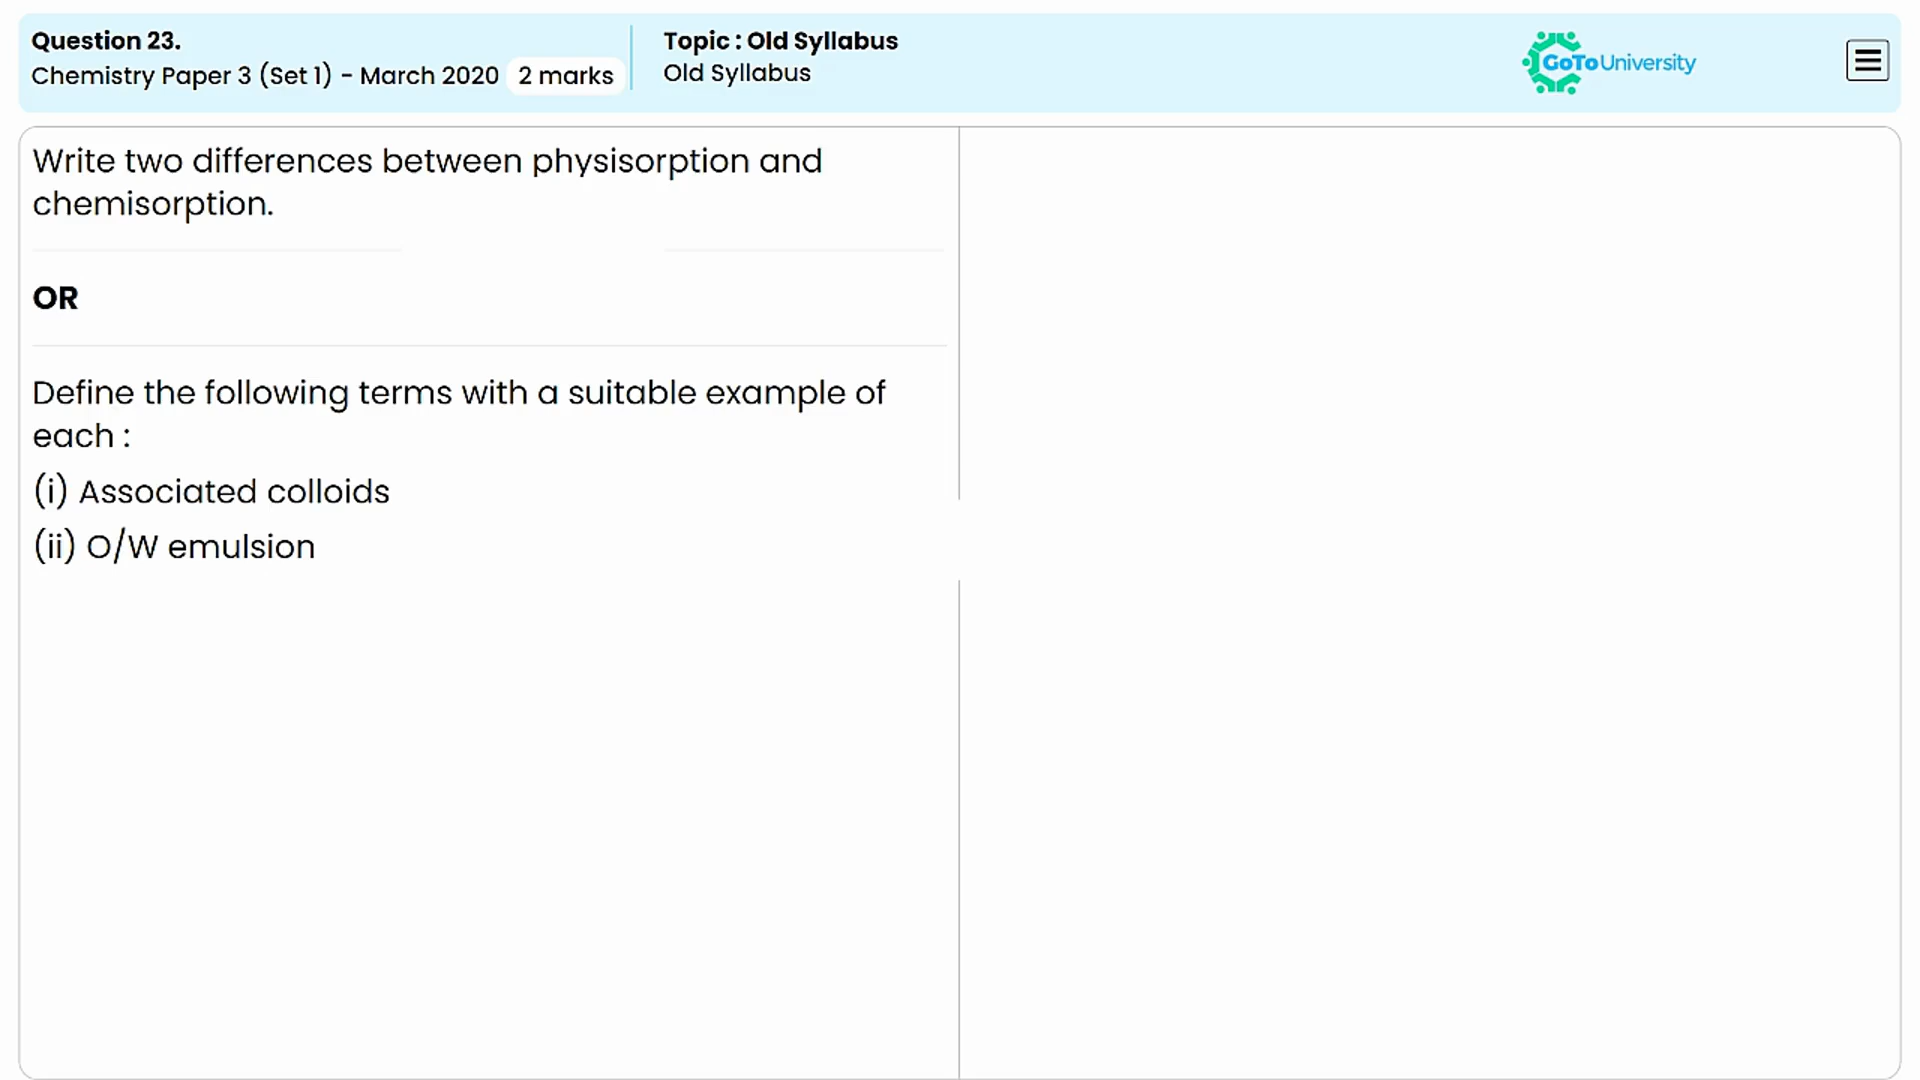 Question 23.
Chemistry Paper 3 (Set 1) - March 2020 2 marks
Topic : Old Syllabus
Old Syllabus
GoToUniversity
Write two differences between physisorption and
chemisorption.
OR
Define the following terms with a suitable example of
each :
(i) Associated colloids
(ii) O/W emulsion